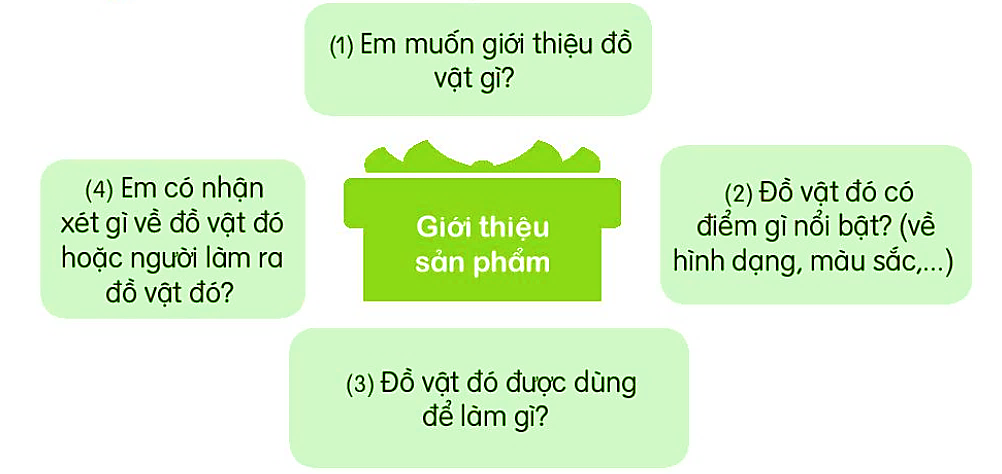 (1) Em muốn giới thiệu đồ
vật gì?
Giới thiệu
sản phẩm
(2) Đồ vật đó có
điểm gì nổi bật? (về
hình dạng, màu sắc,...)
(3) Đồ vật đó được dùng
để làm gì?
(4) Em có nhận
xét gì về đồ vật đó
hoặc người làm ra
đồ vật đó?